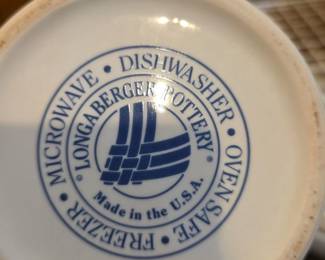 MICROWAVE • DISHWASHER • OVEN SAFE • FREEZER •
LONGABERGER POTTERY
Made in the U.S.A.